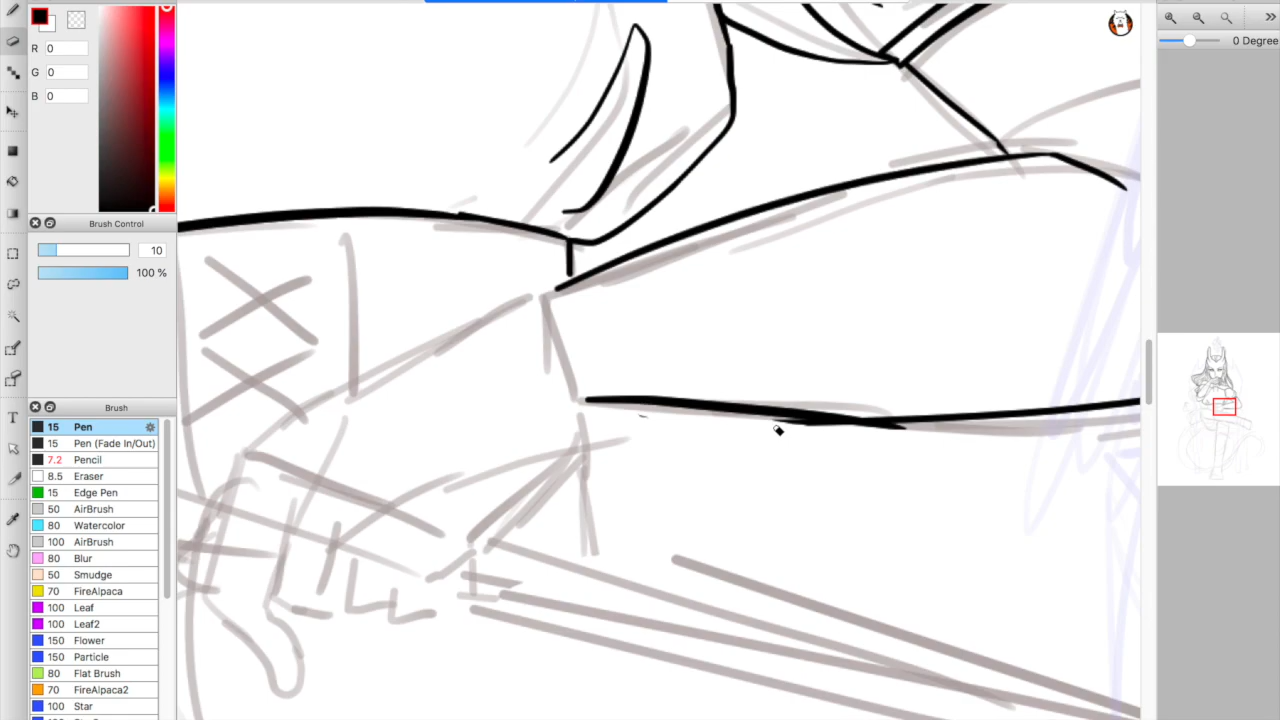 0 Degree
R 0
G 0
B 0
Brush Control
10
100 %
Brush
15 Pen
15 Pen (Fade In/Out)
7.2 Pencil
8.5 Eraser
15 Edge Pen
50 AirBrush
80 Watercolor
100 AirBrush
80 Blur
50 Smudge
70 FireAlpaca
100 Leaf
100 Leaf2
150 Flower
150 Particle
80 Flat Brush
70 FireAlpaca2
100 Star